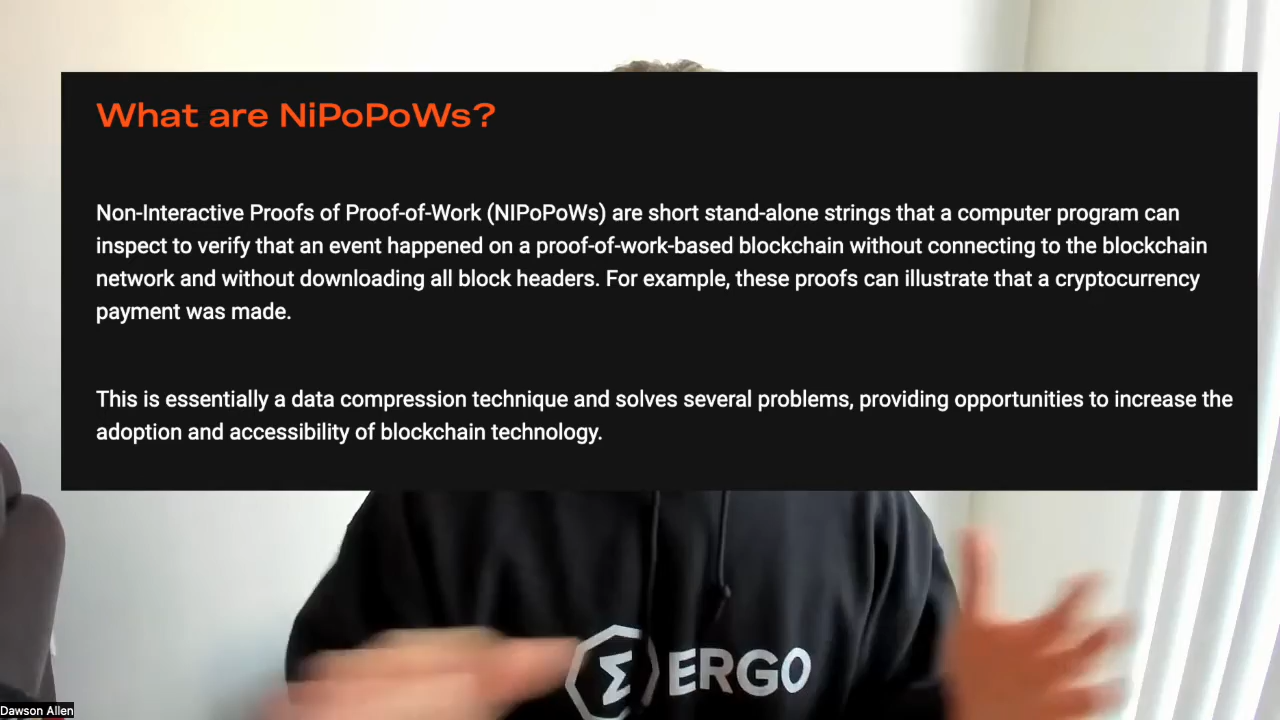 What are NiPoPoWs?
Non-Interactive Proofs of Proof-of-Work (NIPoPoWs) are short stand-alone strings that a computer program can
inspect to verify that an event happened on a proof-of-work-based blockchain without connecting to the blockchain
network and without downloading all block headers. For example, these proofs can illustrate that a cryptocurrency
payment was made.
This is essentially a data compression technique and solves several problems, providing opportunities to increase the
adoption and accessibility of blockchain technology.
Σ ERGO
Dawson Allen